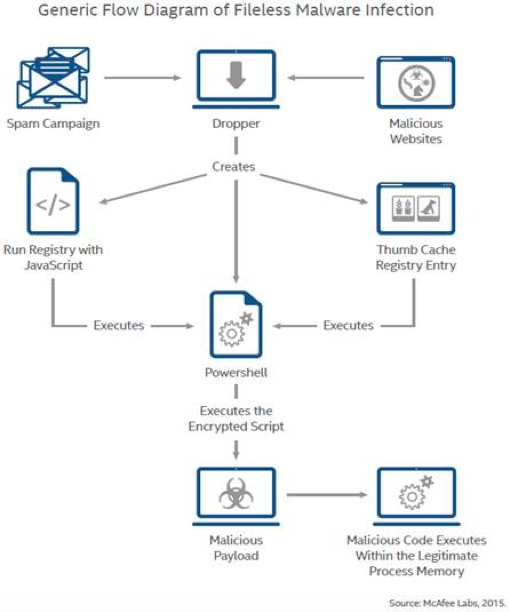 Generic Flow Diagram of Fileless Malware Infection
Spam Campaign
Dropper
Malicious
Websites
Creates
</>
Run Registry with
JavaScript
Thumb Cache
Registry Entry
Executes
Executes
Powershell
Executes the
Encrypted Script
Malicious
Payload
Malicious Code Executes
Within the Legitimate
Process Memory
Source: McAfee Labs, 2015.